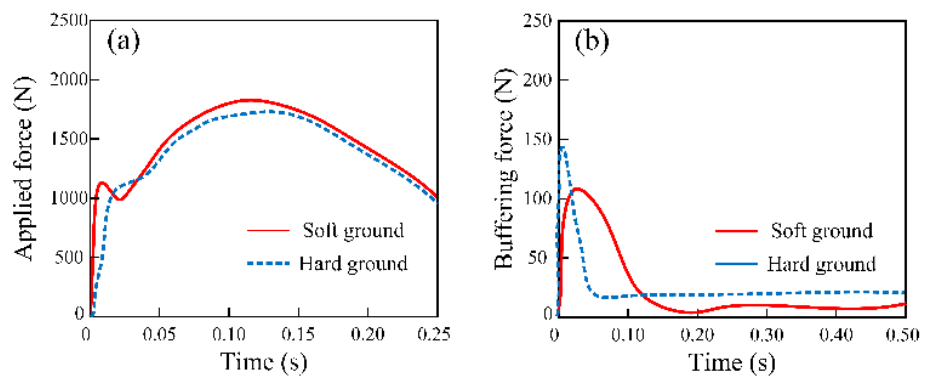 (a)
Applied force (N)
2500
2000
1500
1000
500
0
0 0.05 0.10 0.15 0.20 0.25
Time (s)
Soft ground
Hard ground
(b)
Buffering force (N)
250
200
150
100
50
0
0 0.10 0.20 0.30 0.40 0.50
Time (s)
Soft ground
Hard ground